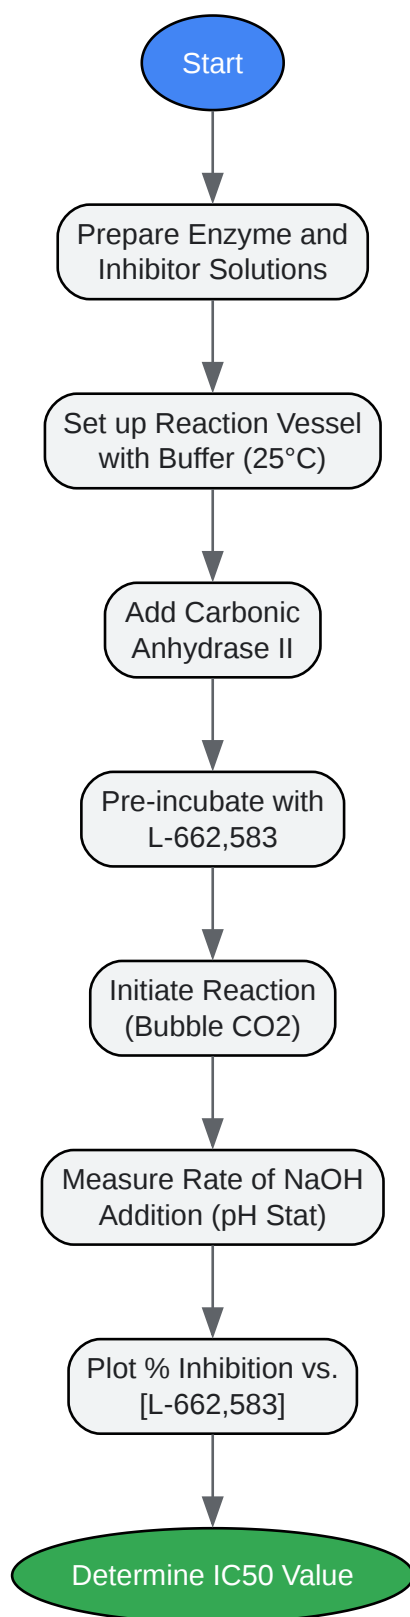 Start
Prepare Enzyme and
Inhibitor Solutions
Set up Reaction Vessel
with Buffer (25°C)
Add Carbonic
Anhydrase II
Pre-incubate with
L-662,583
Initiate Reaction
(Bubble CO2)
Measure Rate of NaOH
Addition (pH Stat)
Plot % Inhibition vs.
[L-662,583]
Determine IC50 Value